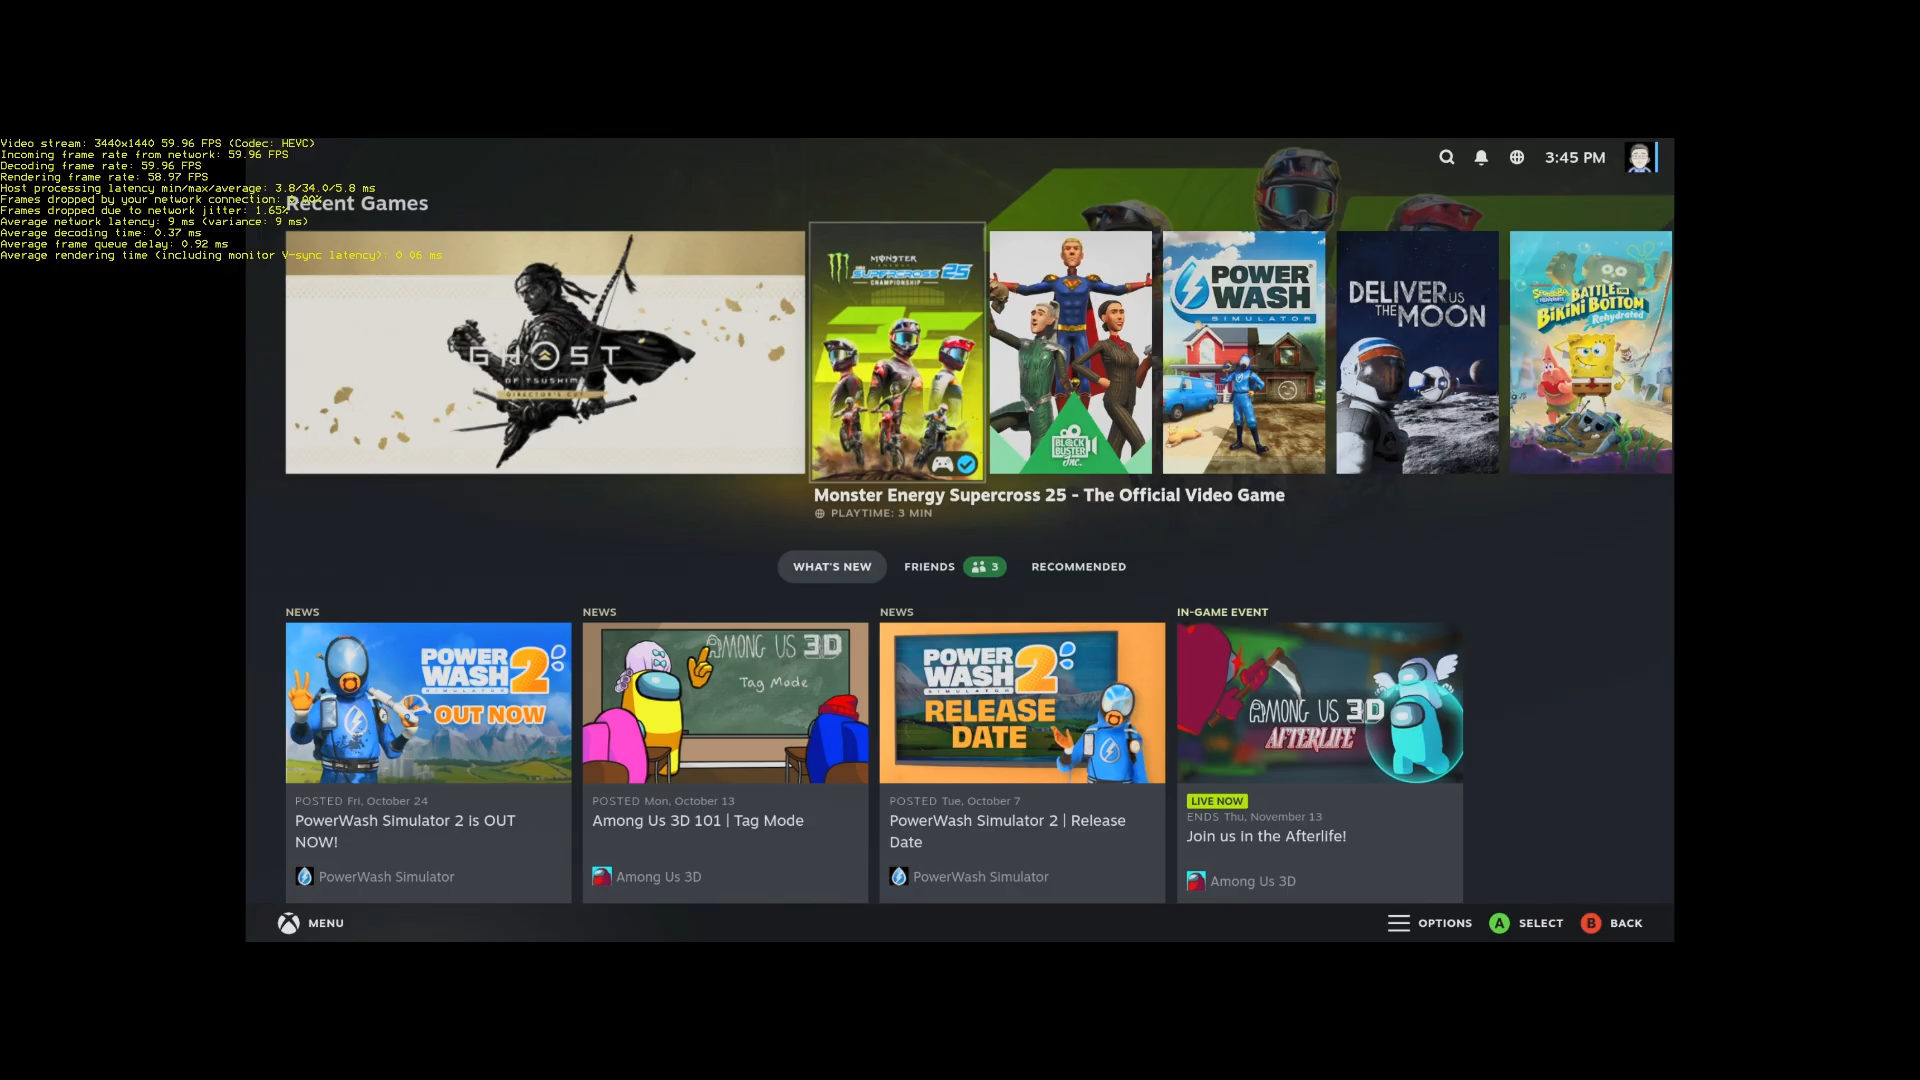 Video stream: 3440x1440 59.96 FPS (Codec: HEVC)
Incoming frame rate from network: 59.96 FPS
Decoding frame rate: 59.96 FPS
Rendering frame rate: 58.97 FPS
Host processing latency min/max/average: 3.8/34.0/5.8 ms
Frames dropped by your network connection: 0.00%
Frames dropped due to network jitter: 1.65%
Average network latency: 9 ms (variance: 9 ms)
Average decoding time: 0.37 ms
Average frame queue delay: 0.92 ms
Average rendering time (including monitor V-sync latency): 0.06 ms
3:45 PM
Recent Games
GHOST
OF TSUSHIMA
DIRECTOR'S CUT
MONSTER
ENERGY
SUPERCROSS 25
CHAMPIONSHIP
25
BLOCK
BUSTER
Inc.
POWER
WASH
SIMULATOR
DELIVER US
THE MOON
SpongeBob
BATTLE FOR
BIKINI BOTTOM
Rehydrated
Monster Energy Supercross 25 - The Official Video Game
PLAYTIME: 3 MIN
WHAT'S NEW
FRIENDS 3
RECOMMENDED
NEWS
POWER
WASH 2
SIMULATOR
OUT NOW
POSTED Fri, October 24
PowerWash Simulator 2 is OUT
NOW!
PowerWash Simulator
NEWS
AMONG US 3D
Tag Mode
POSTED Mon, October 13
Among Us 3D 101 | Tag Mode
Among Us 3D
NEWS
POWER
WASH 2
SIMULATOR
RELEASE
DATE
POSTED Tue, October 7
PowerWash Simulator 2 | Release
Date
PowerWash Simulator
IN-GAME EVENT
AMONG US 3D
AFTERLIFE
LIVE NOW
ENDS Thu, November 13
Join us in the Afterlife!
Among Us 3D
MENU
OPTIONS
A SELECT
B BACK